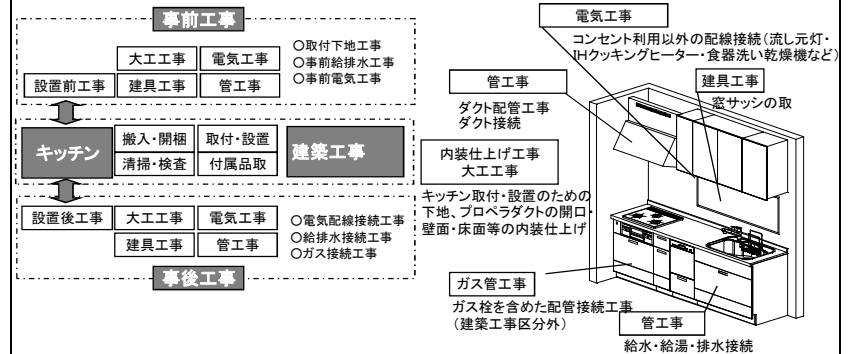 事前工事
大工工事 電気工事
設置前工事 建具工事 管工事
○取付下地工事
○事前給排水工事
○事前電気工事
キッチン
搬入・開梱 取付・設置
清掃・検査 付属品取
建築工事
設置後工事 大工工事 電気工事
建具工事 管工事
○電気配線接続工事
○給排水接続工事
○ガス接続工事
事後工事
電気工事
コンセント利用以外の配線接続(流し元灯・
IHクッキングヒーター・食器洗い乾燥機など)
管工事
ダクト配管工事
ダクト接続
建具工事
窓サッシの取
内装仕上げ工事
大工工事
キッチン取付・設置のための
下地、プロペラダクトの開口・
壁面・床面等の内装仕上げ
ガス管工事
ガス栓を含めた配管接続工事
(建築工事区分外)
管工事
給水・給湯・排水接続